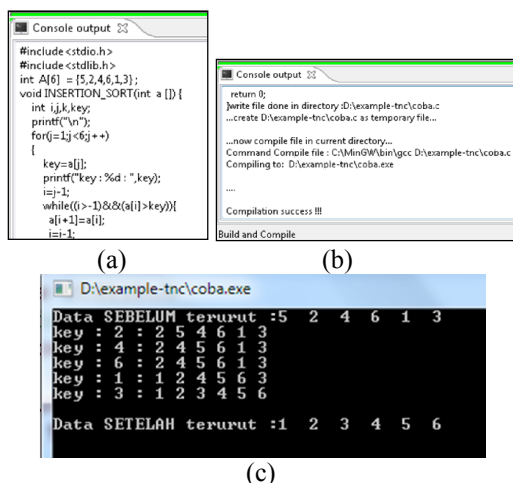 Console output
#include<stdio.h>
#include<stdlib.h>
int A[6] = {5,2,4,6,1,3};
void INSERTION_SORT(int a []) {
int i,j,k,key;
printf("\n");
for(j=1;j<6;j++)
{
key=a[j];
printf("key : %d : ",key);
i=j-1;
while((i>-1)&&(a[i]>key)){
a[i+1]=a[i];
i=i-1;
(a)
Console output
return 0;
}write file done in directory :D:\example-tnc\coba.c
...create D:\example-tnc\coba.c as temporary file...
...now compile file in current directory...
Command Compile file : C:\MinGW\bin\gcc D:\example-tnc\coba.c
Compiling to: D:\example-tnc\coba.exe
....
Compilation success !!!
Build and Compile
(b)
D:\example-tnc\coba.exe
Data SEBELUM terurut :5 2 4 6 1 3
key : 2 : 2 5 4 6 1 3
key : 4 : 2 4 5 6 1 3
key : 6 : 2 4 5 6 1 3
key : 1 : 1 2 4 5 6 3
key : 3 : 1 2 3 4 5 6
Data SETELAH terurut :1 2 3 4 5 6
(c)